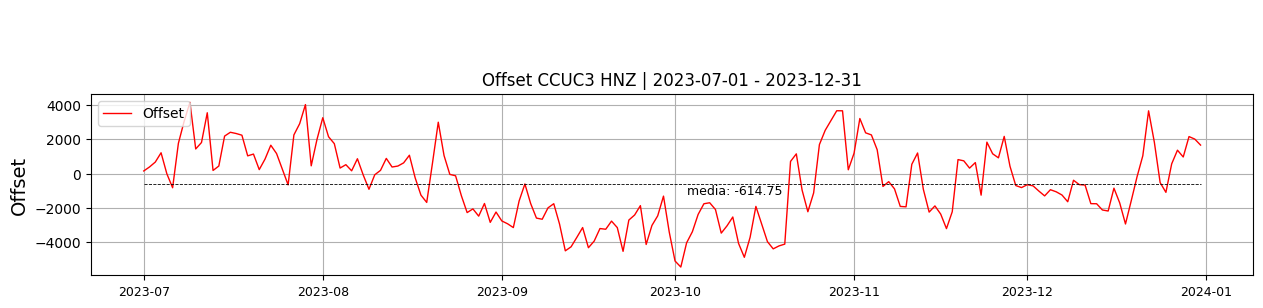 Offset CCUC3 HNZ | 2023-07-01 - 2023-12-31
Offset
Offset
4000
2000
0
−2000
−4000
media: -614.75
2023-07 2023-08 2023-09 2023-10 2023-11 2023-12 2024-01